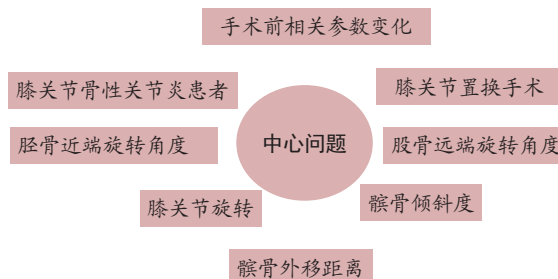 手术前相关参数变化
膝关节骨性关节炎患者
膝关节置换手术
胫骨近端旋转角度
中心问题
股骨远端旋转角度
膝关节旋转
髌骨倾斜度
髌骨外移距离